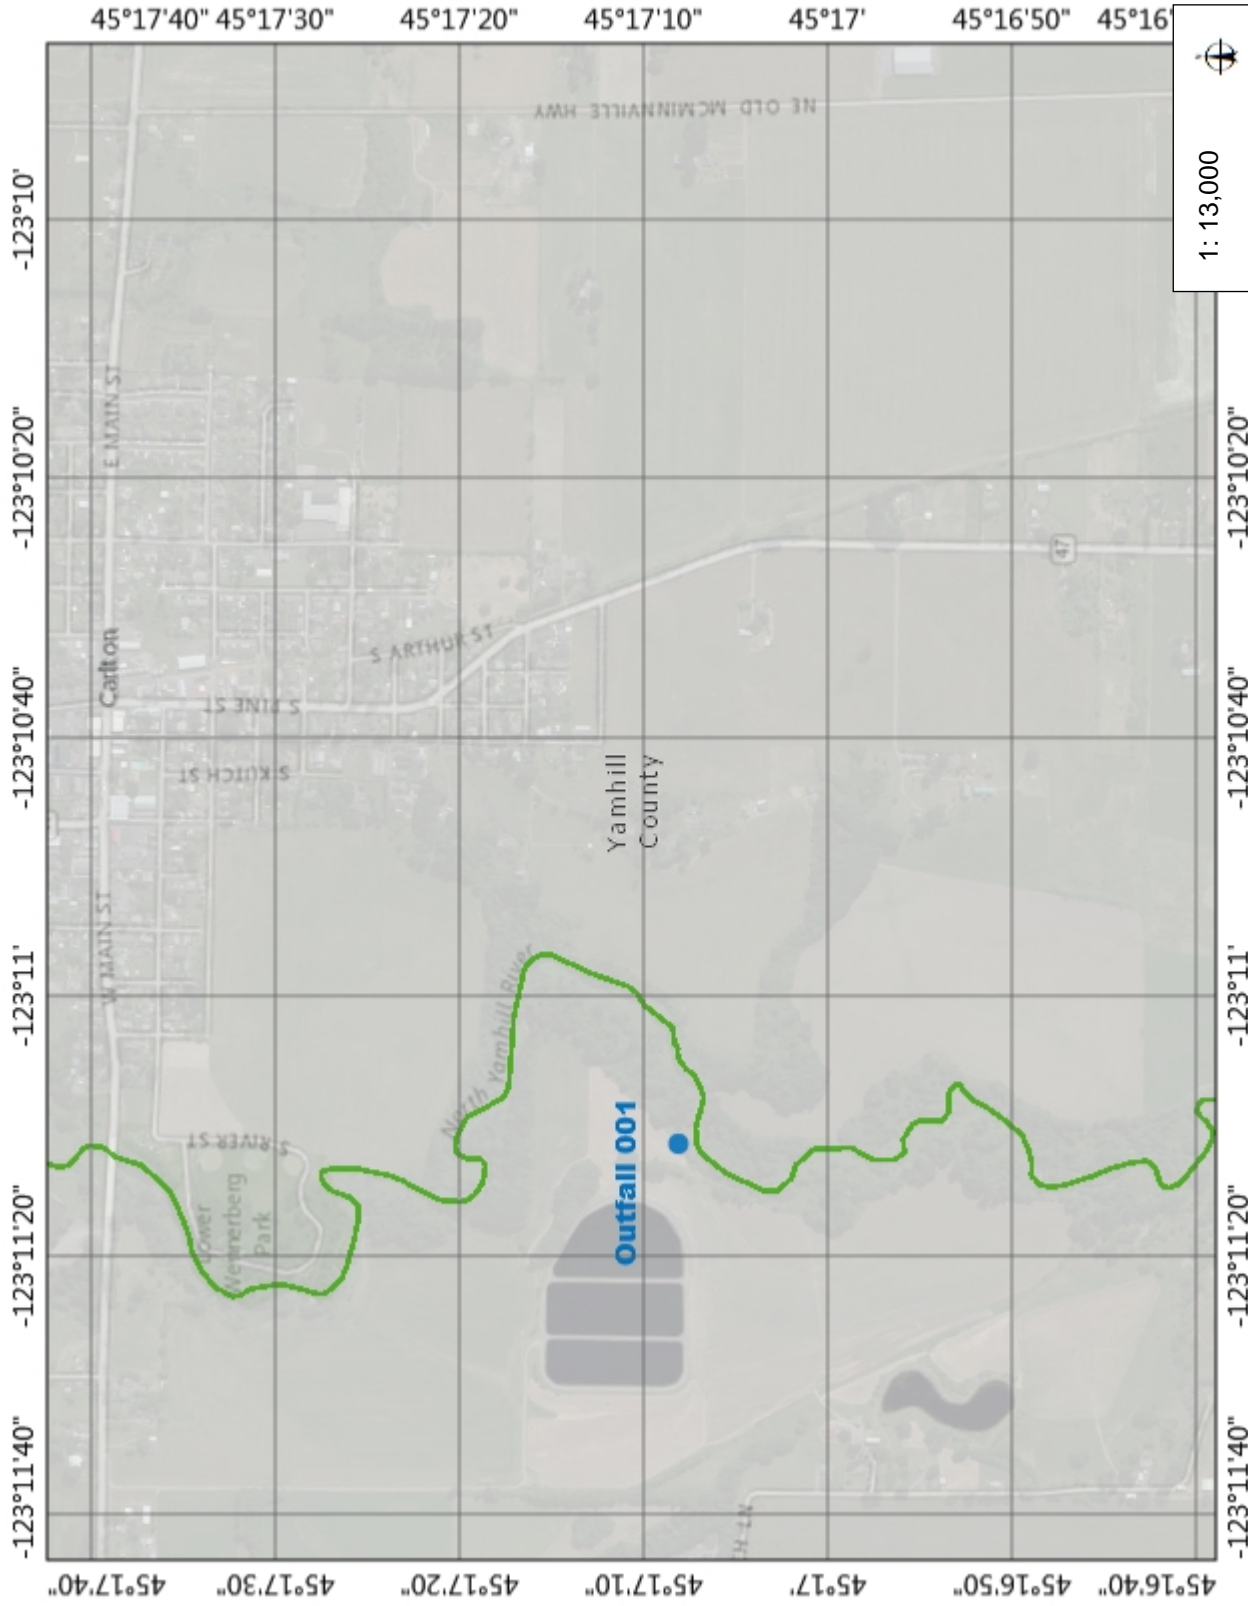 45°17'40" 45°17'30" 45°17'20" 45°17'10" 45°17' 45°16'50" 45°16'
-123°10' -123°10'20" -123°10'40" -123°11' -123°11'20" -123°11'40"
NE OLD MCMINNVILLE HWY
E MAIN ST
Carlton
S ARTHUR ST
S PINE ST
S KUTCH ST
47
Yamhill
County
W MAIN ST
North Yamhill River
S RIVER ST
Lower
Wennerberg
Park
Outfall 001
CH LN
1: 13,000
-123°10'20" -123°10'40" -123°11' -123°11'20" -123°11'40"
45°17'40" 45°17'30" 45°17'20" 45°17'10" 45°17' 45°16'50" 45°16'40"